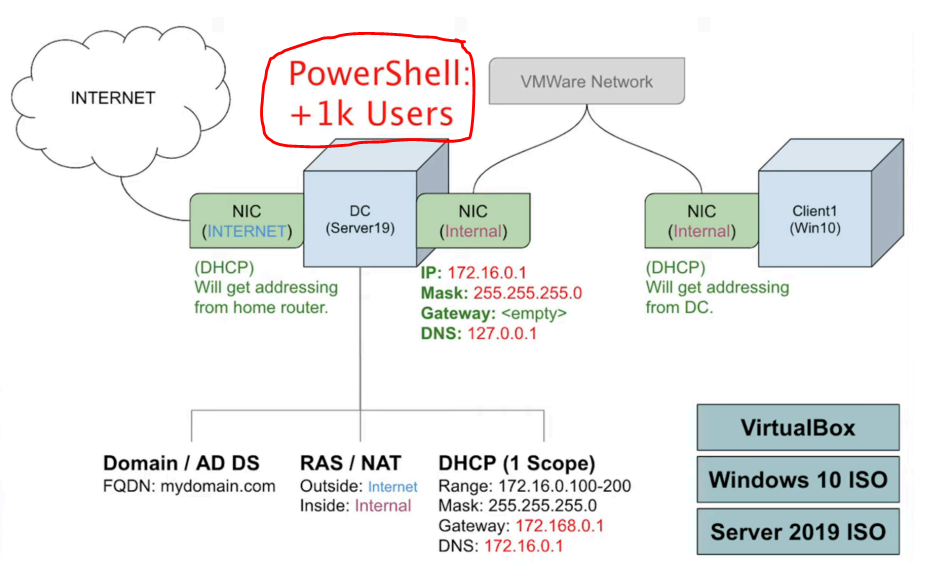 INTERNET
PowerShell:
+1k Users
VMWare Network
NIC
(INTERNET)
DC
(Server19)
NIC
(Internal)
NIC
(Internal)
Client1
(Win10)
(DHCP)
Will get addressing
from home router.
IP: 172.16.0.1
Mask: 255.255.255.0
Gateway: <empty>
DNS: 127.0.0.1
(DHCP)
Will get addressing
from DC.
Domain / AD DS
FQDN: mydomain.com
RAS / NAT
Outside: Internet
Inside: Internal
DHCP (1 Scope)
Range: 172.16.0.100-200
Mask: 255.255.255.0
Gateway: 172.168.0.1
DNS: 172.16.0.1
VirtualBox
Windows 10 ISO
Server 2019 ISO